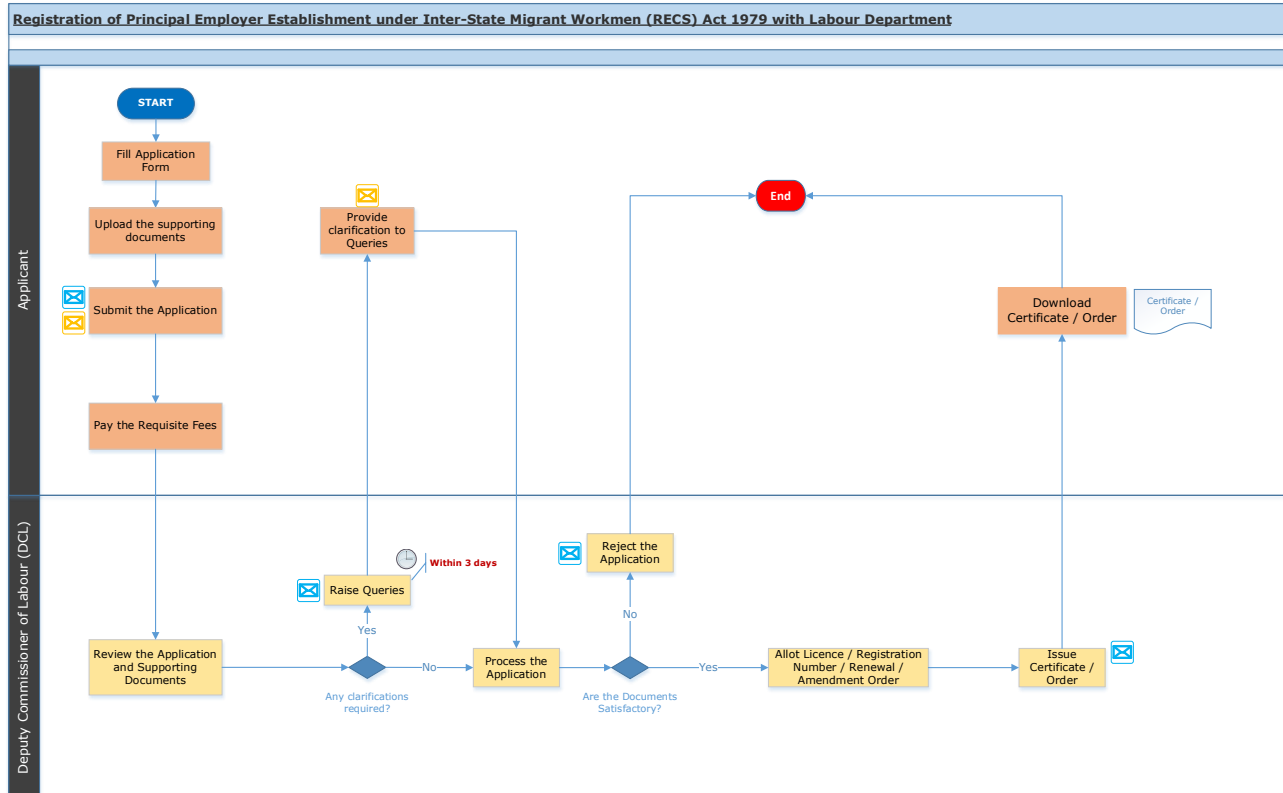 Registration of Principal Employer Establishment under Inter-State Migrant Workmen (RECS) Act 1979 with Labour Department
Applicant
START
Fill Application
Form
Upload the supporting
documents
Submit the Application
Pay the Requisite Fees
Provide
clarification to
Queries
End
Download
Certificate / Order
Certificate /
Order
Deputy Commissioner of Labour (DCL)
Review the Application
and Supporting
Documents
Raise Queries
Within 3 days
Yes
No
Any clarifications
required?
Process the
Application
Reject the
Application
No
Yes
Are the Documents
Satisfactory?
Allot Licence / Registration
Number / Renewal /
Amendment Order
Issue
Certificate /
Order